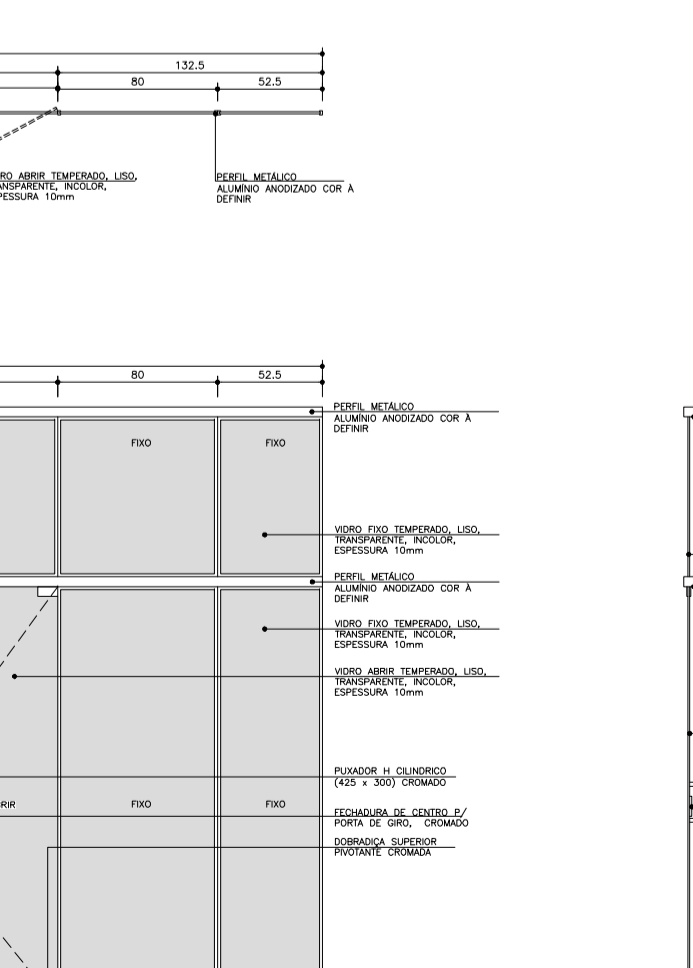 132.5
80
52.5
RO ABRIR TEMPERADO, LISO,
ANSPARENTE, INCOLOR,
PESSURA 10mm
PERFIL METÁLICO
ALUMÍNIO ANODIZADO COR À
DEFINIR
80
52.5
PERFIL METÁLICO
ALUMÍNIO ANODIZADO COR À
DEFINIR
FIXO
FIXO
VIDRO FIXO TEMPERADO, LISO,
TRANSPARENTE, INCOLOR,
ESPESSURA 10mm
PERFIL METÁLICO
ALUMÍNIO ANODIZADO COR À
DEFINIR
VIDRO FIXO TEMPERADO, LISO,
TRANSPARENTE, INCOLOR,
ESPESSURA 10mm
VIDRO ABRIR TEMPERADO, LISO,
TRANSPARENTE, INCOLOR,
ESPESSURA 10mm
PUXADOR H CILINDRICO
(425 x 300) CROMADO
RIR
FIXO
FIXO
FECHADURA DE CENTRO P/
PORTA DE GIRO, CROMADO
DOBRADIÇA SUPERIOR
PIVOTANTE CROMADA